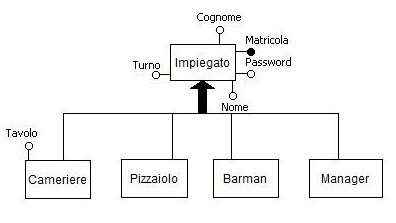 Cognome
Matricola
Impiegato
Turno
Password
Nome
Tavolo
Cameriere
Pizzaiolo
Barman
Manager